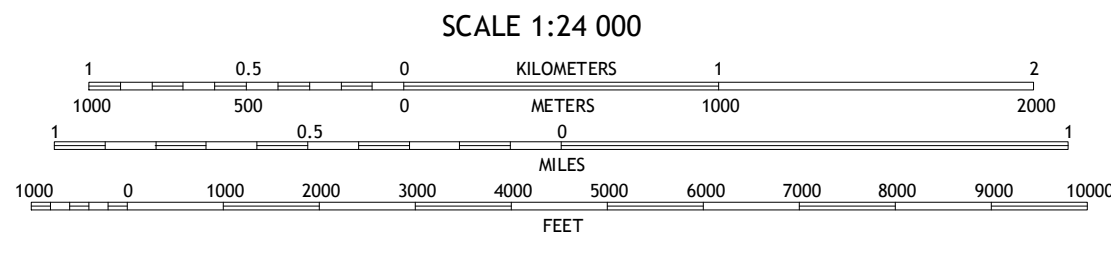 SCALE 1:24 000
1 0.5 0 KILOMETERS 1 2
1000 500 0 METERS 1000 2000
1 0.5 0 1
MILES
1000 0 1000 2000 3000 4000 5000 6000 7000 8000 9000 10000
FEET